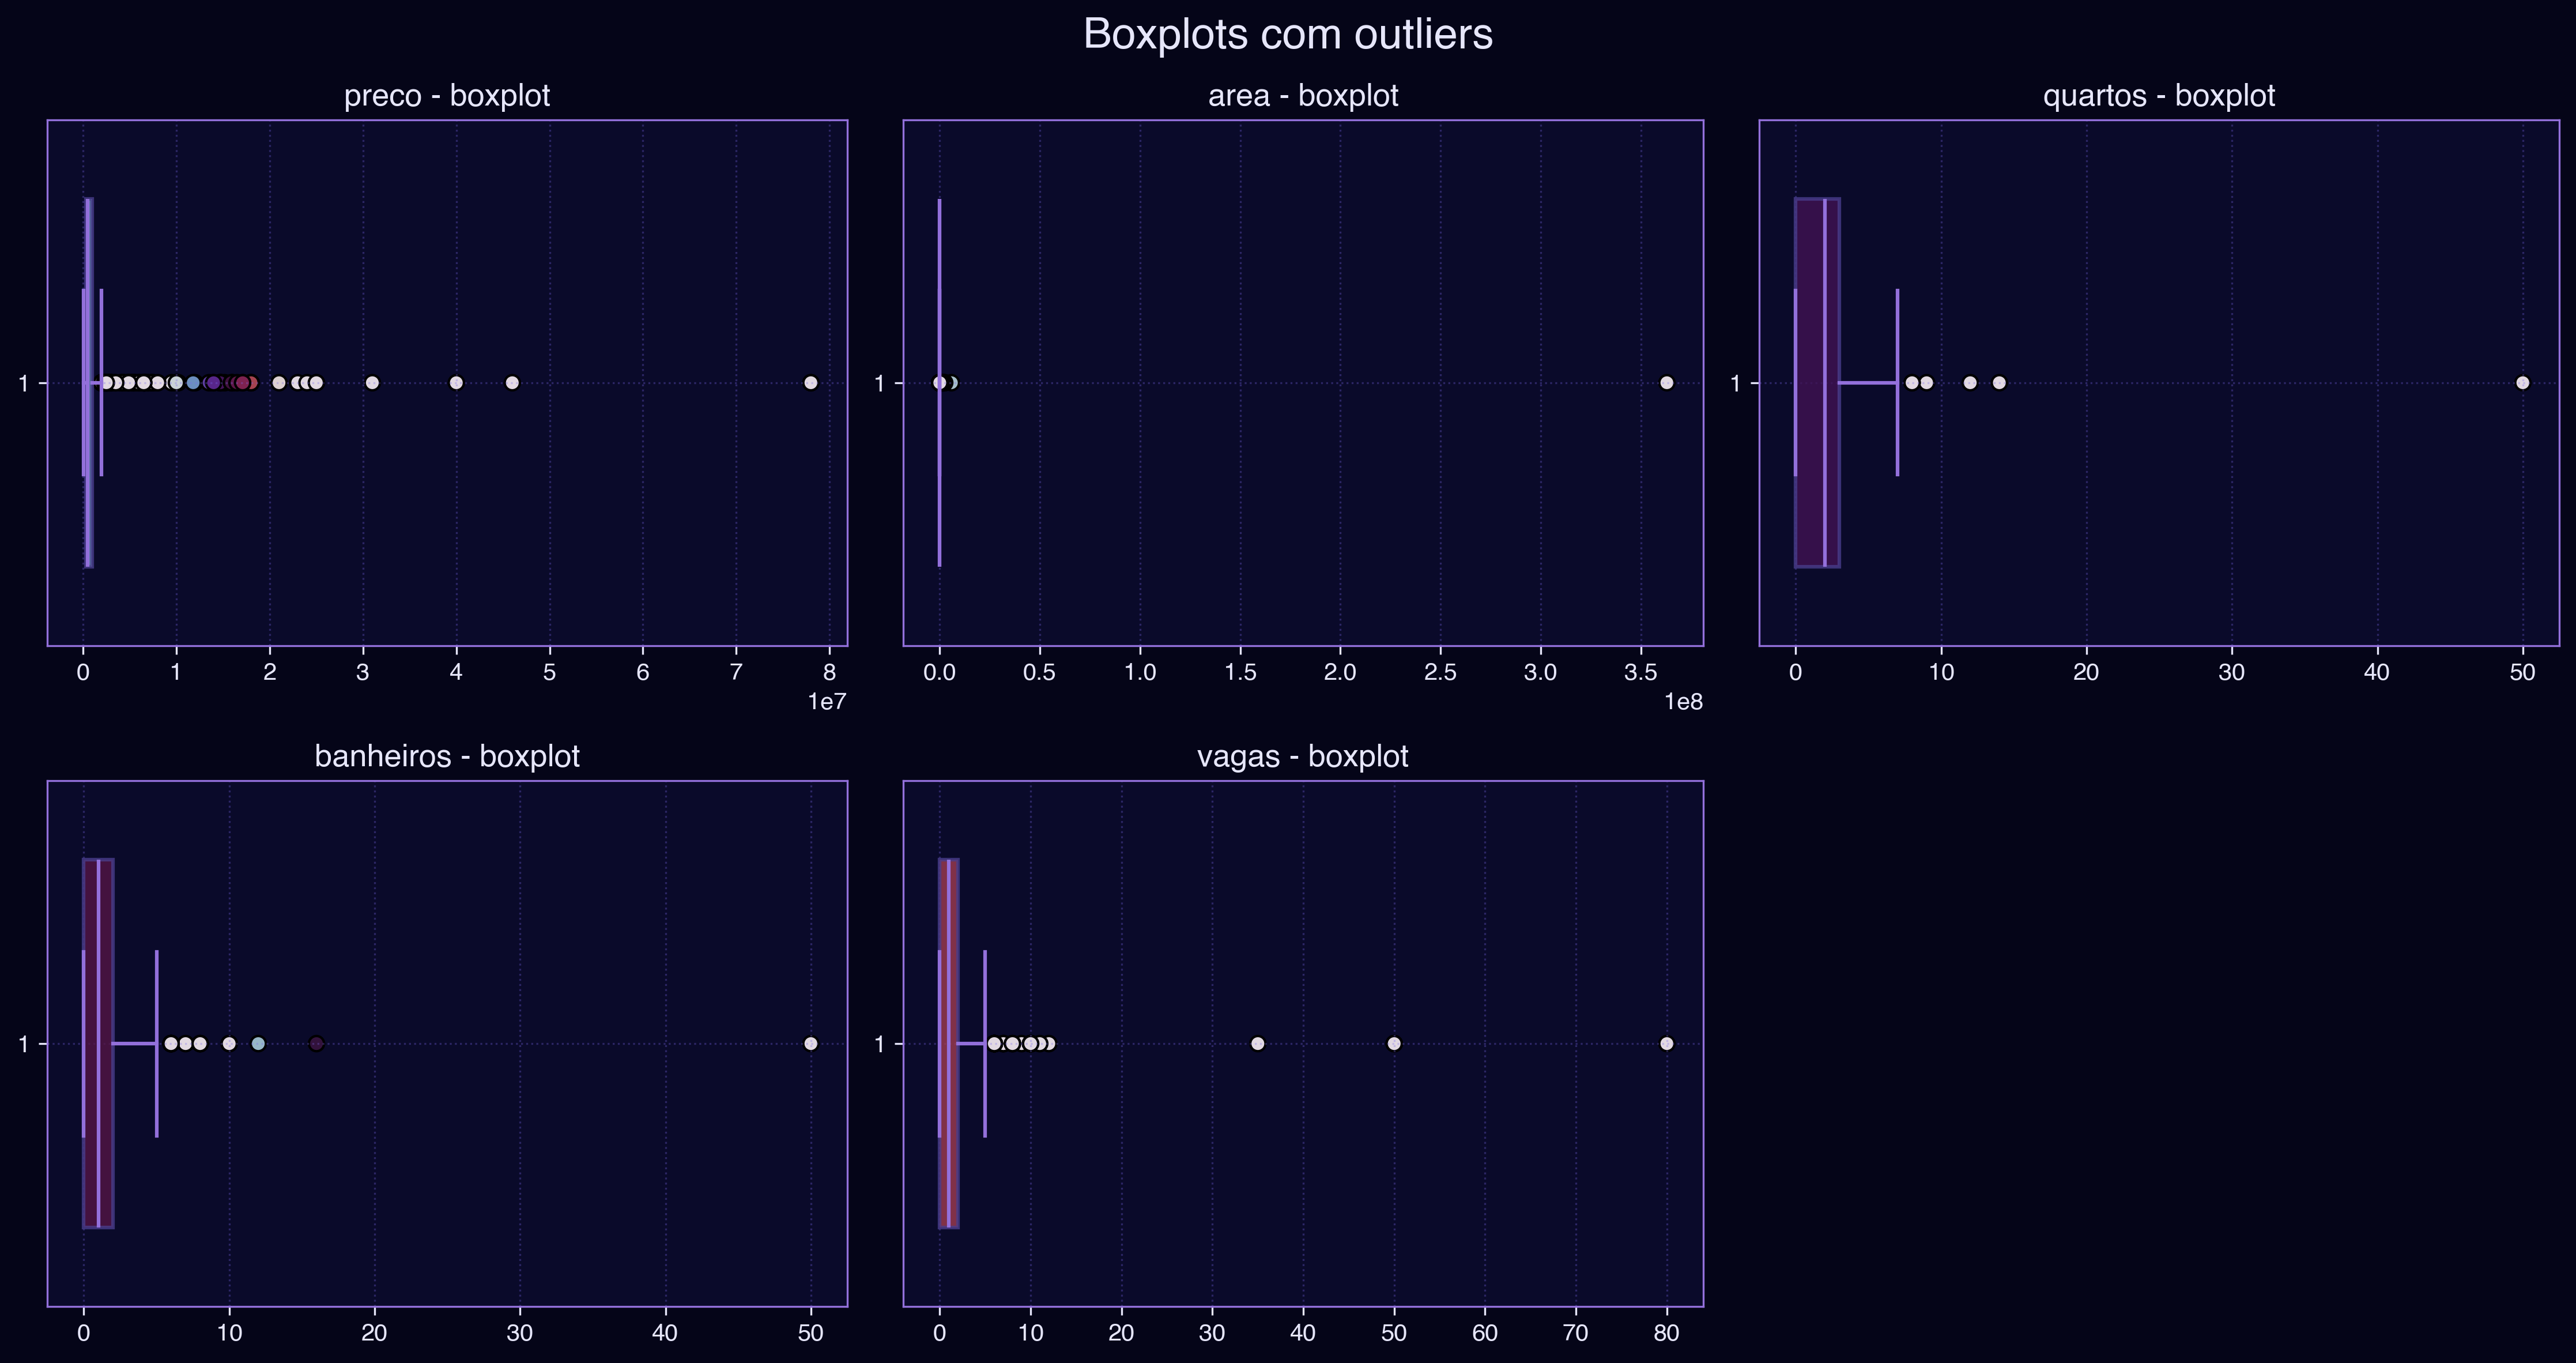 Boxplots com outliers
preco - boxplot
area - boxplot
quartos - boxplot
1
1
1
0 1 2 3 4 5 6 7 8
0.0 0.5 1.0 1.5 2.0 2.5 3.0 3.5
0 10 20 30 40 50
1e7
1e8
banheiros - boxplot
vagas - boxplot
1
1
0 10 20 30 40 50
0 10 20 30 40 50 60 70 80